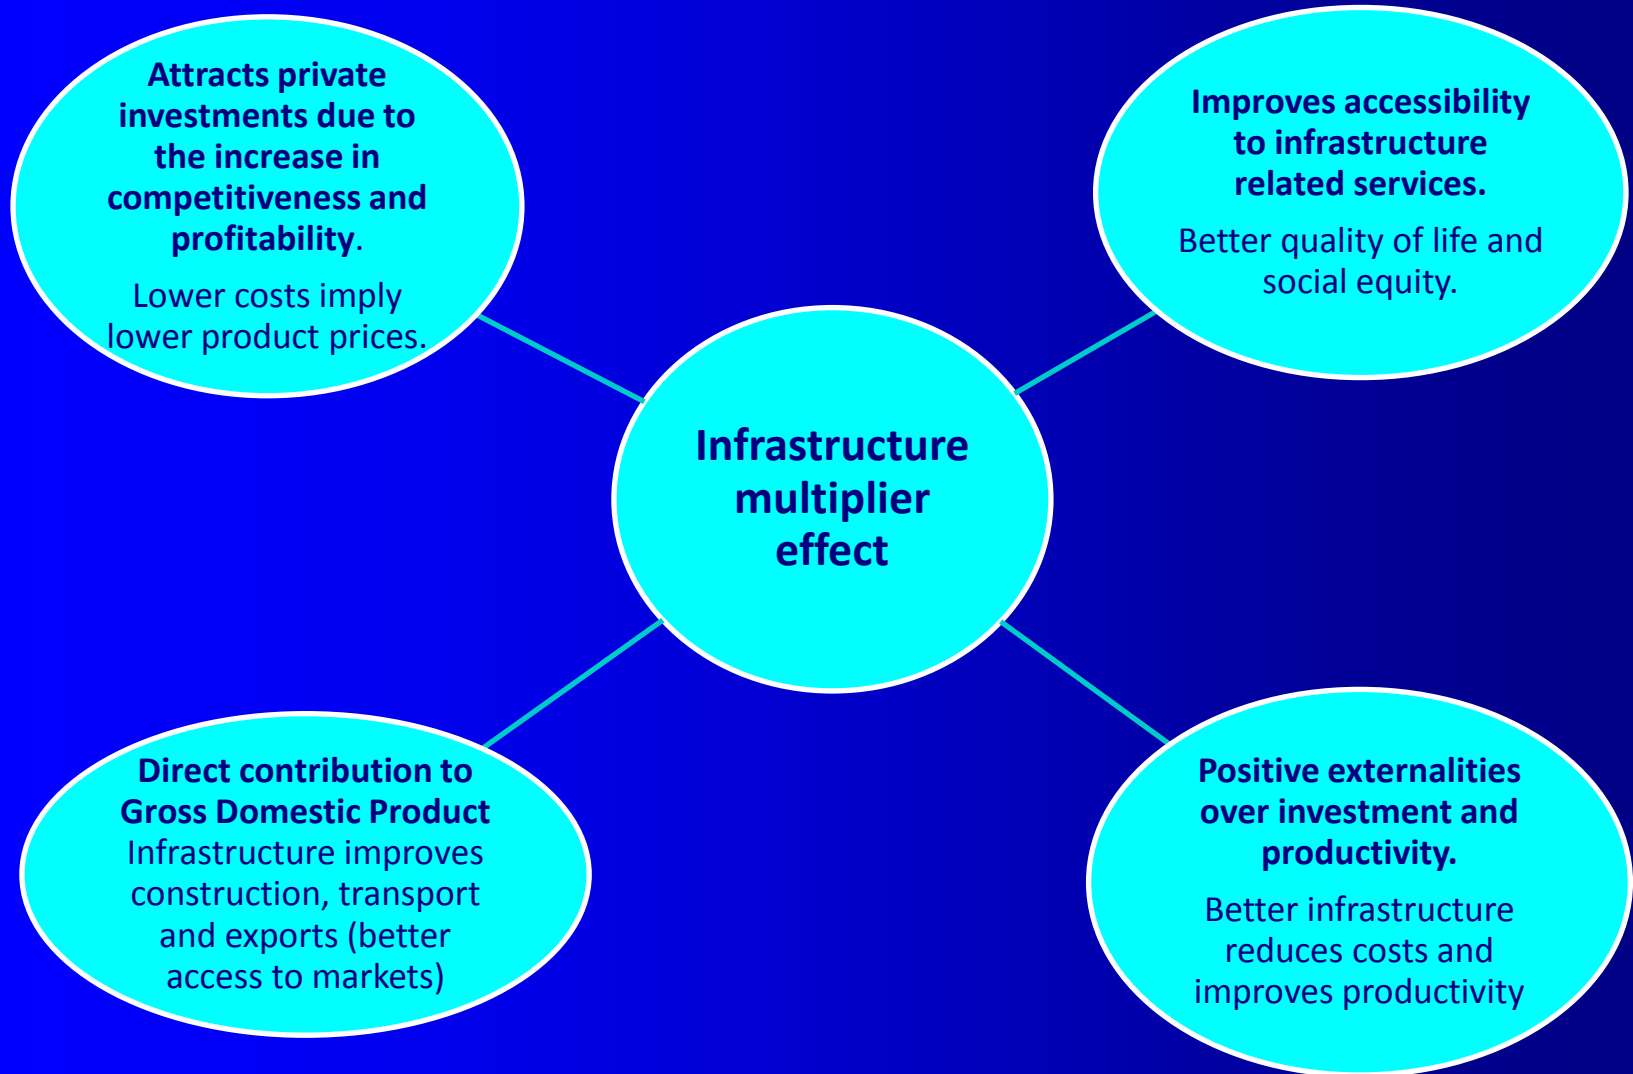 Attracts private
investments due to
the increase in
competitiveness and
profitability.
Lower costs imply
lower product prices.
Improves accessibility
to infrastructure
related services.
Better quality of life and
social equity.
Infrastructure
multiplier
effect
Direct contribution to
Gross Domestic Product
Infrastructure improves
construction, transport
and exports (better
access to markets)
Positive externalities
over investment and
productivity.
Better infrastructure
reduces costs and
improves productivity